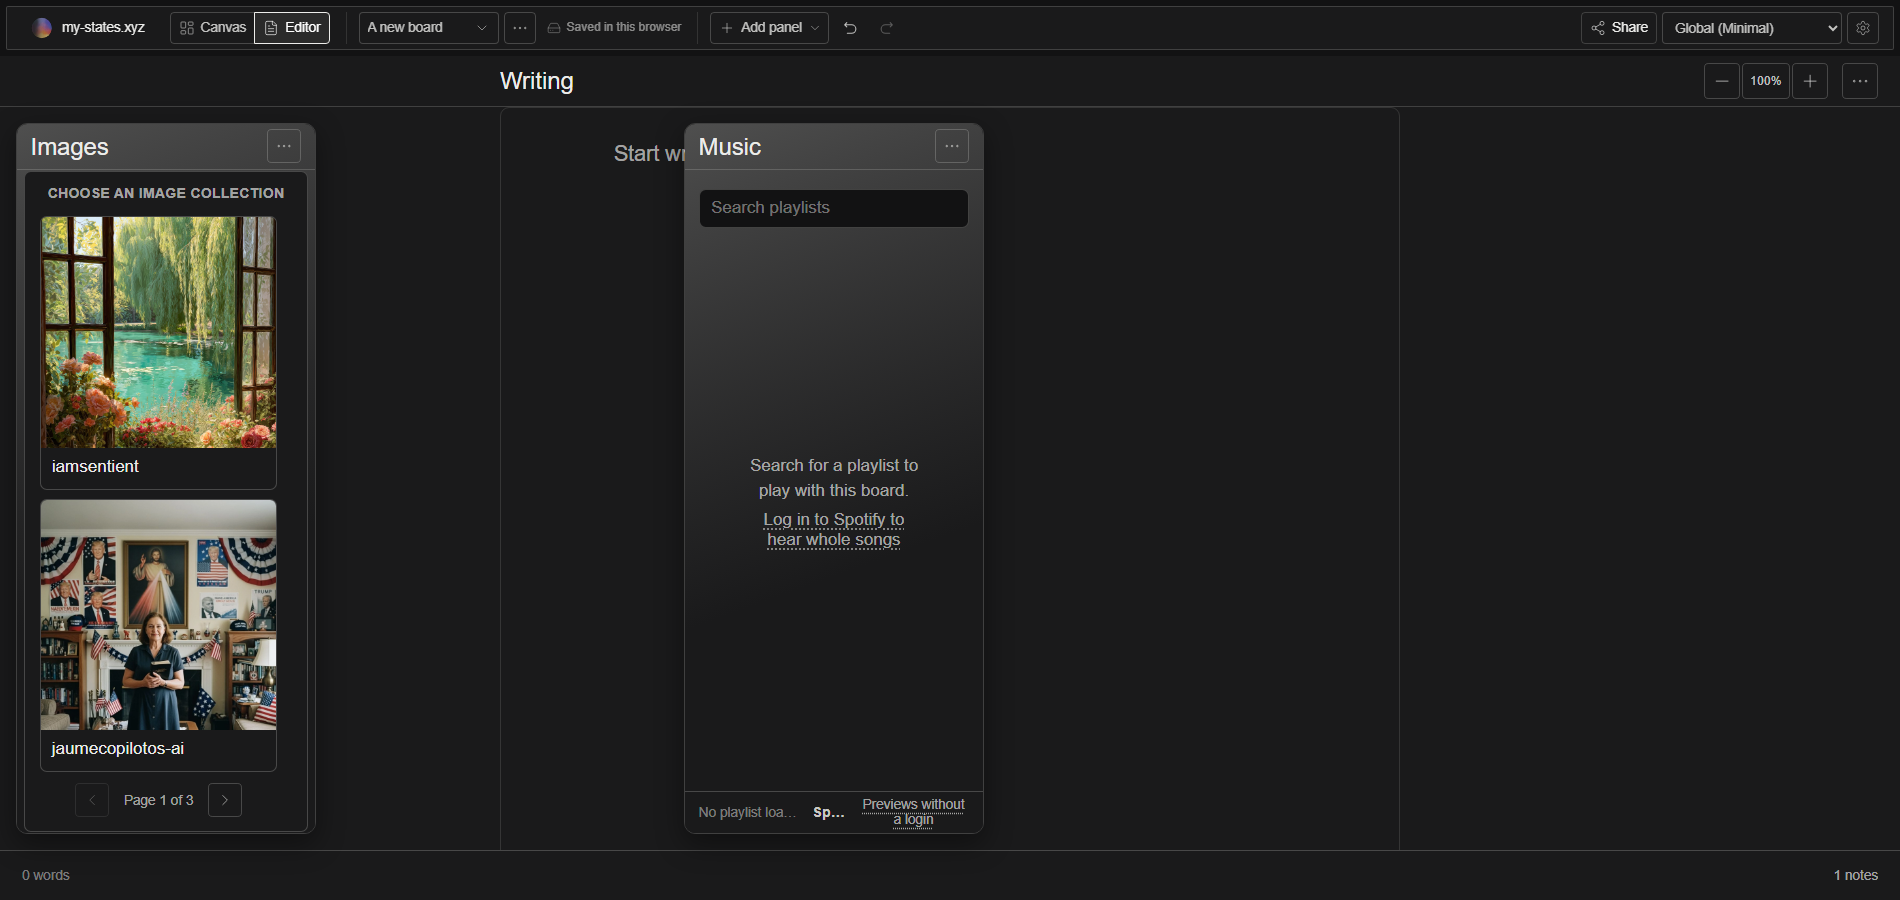 my-states.xyz
Canvas
Editor
A new board
Saved in this browser
Add panel
Share
Global (Minimal)
Writing
100%
Images
CHOOSE AN IMAGE COLLECTION
iamsentient
jaumecopilotos-ai
Page 1 of 3
Start wr
Music
Search playlists
Search for a playlist to
play with this board.
Log in to Spotify to
hear whole songs
No playlist loa...
Sp...
Previews without
a login
0 words
1 notes